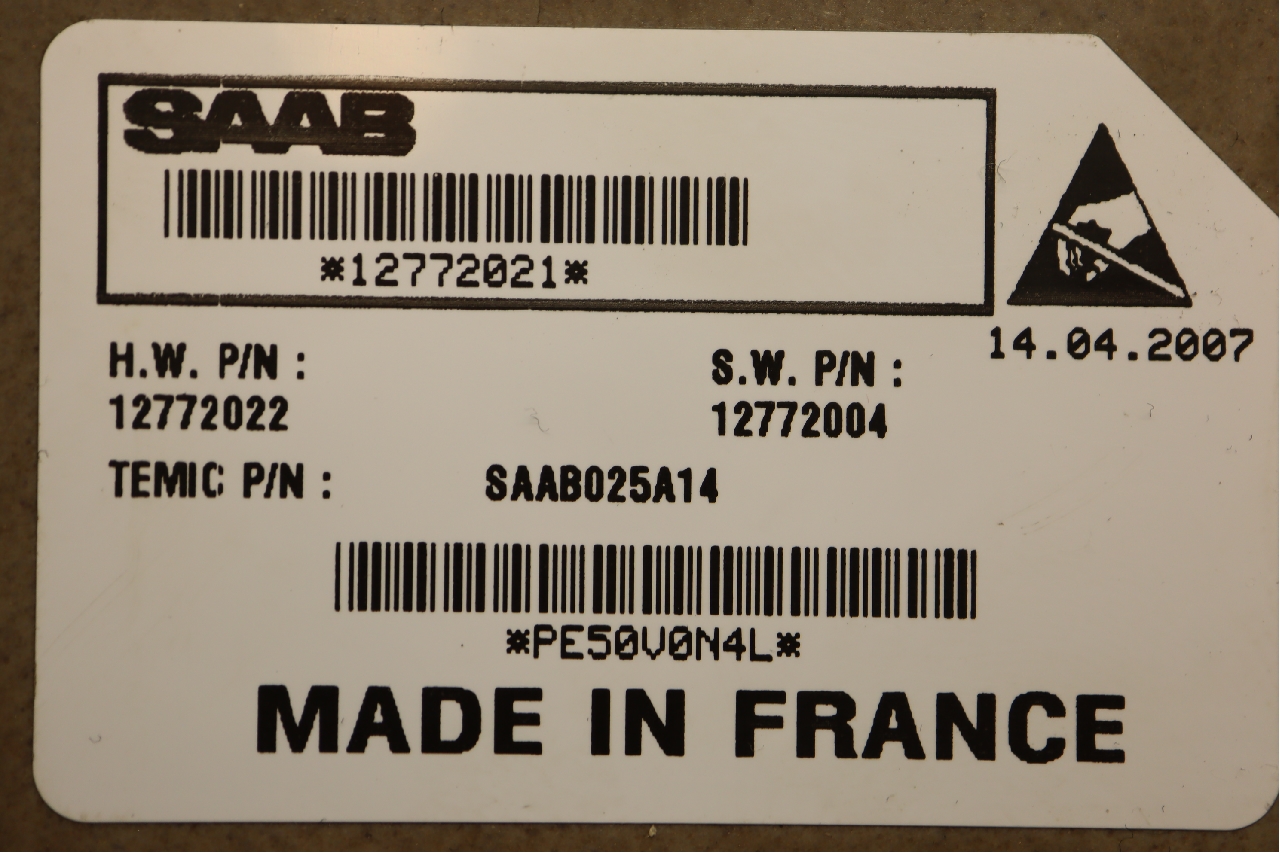 SAAB
*12772021*
14.04.2007
H.W. P/N :
12772022
S.W. P/N :
12772004
TEMIC P/N : SAAB025A14
*PE50V0N4L*
MADE IN FRANCE